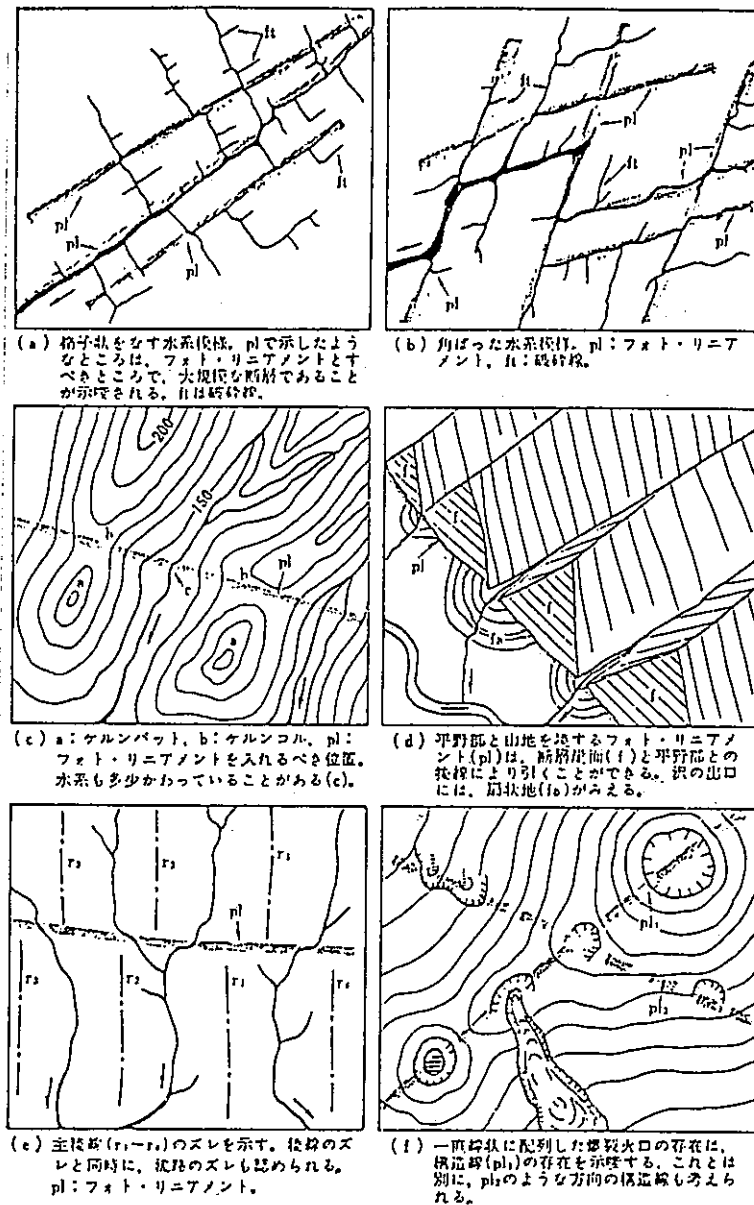 ft
pl
pl
pl
ft
(a) 格子状をなす水系模様。plで示したよう
なところは、フォト・リニアメントとす
べきところで、大規模な断層であること
が示唆される。ftは破砕線。
ft
pl
pl
ft
pl
pl
(b) 角ばった水系模様。pl:フォト・リニア
メント、ft:破砕線。
200
150
b
a
c
b
pl
a
(c) a:ケルンバット、b:ケルンコル、pl:
フォト・リニアメントを入れるべき位置。
水系も多少かわっていることがある(c)。
f
pl
fa
f
f
(d) 平野部と山地を境するフォト・リニアメ
ント(pl)は、断層崖面(f)と平野部との
接線により引くことができる。沢の出口
には、扇状地(fa)がみえる。
r3
r2
r1
pl
r3
r2
r1
(e) 主稜線のズレを示す。稜線のズ
レと同時に、流路のズレも認められる。
pl:フォト・リニアメント。
pl1
pl2
(f) 一直線状に配列した爆裂火口の存在は、
構造線(pl1)の存在を示唆する。これとは
別に、pl2のような方向の構造線も考えら
れる。